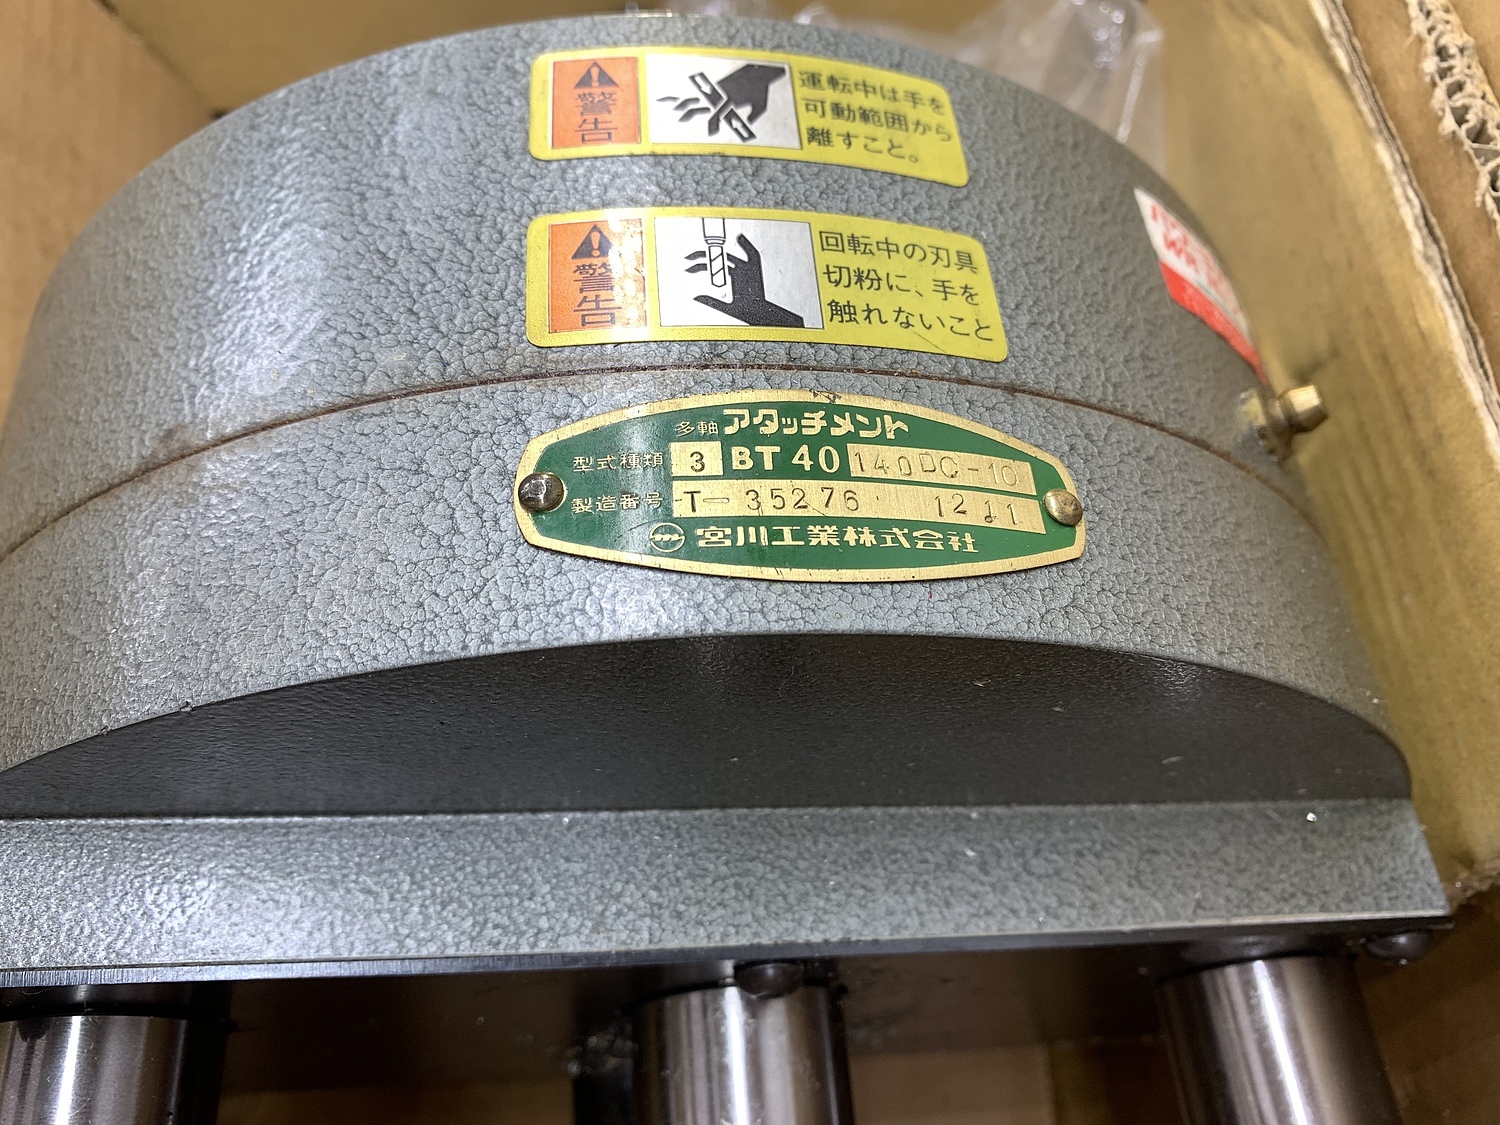 警告
運転中は手を
可動範囲から
離すこと。
警告
回転中の刃具
切粉に、手を
触れないこと
多軸 アタッチメント
型式種類 3 BT 40 140DC-10
製造番号 T-35276 1211
宮川工業株式会社